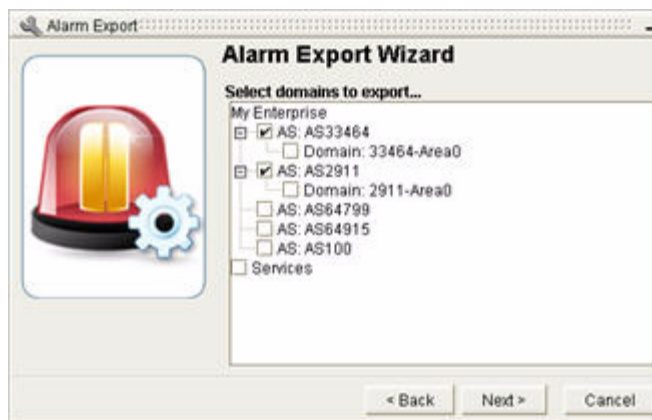 Alarm Export
Alarm Export Wizard
Select domains to export...
My Enterprise
AS: AS33464
Domain: 33464-Area0
AS: AS2911
Domain: 2911-Area0
AS: AS64799
AS: AS64915
AS: AS100
Services
< Back
Next >
Cancel